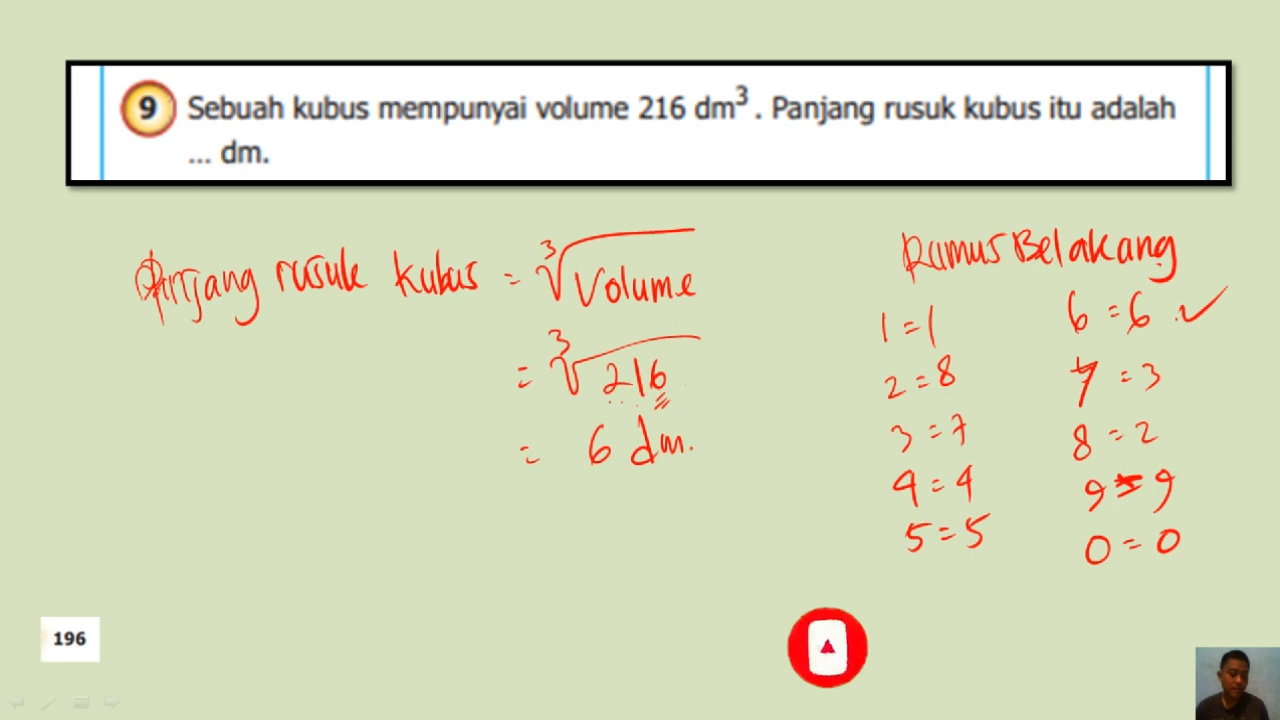 9 Sebuah kubus mempunyai volume 216 dm³ . Panjang rusuk kubus itu adalah
... dm.
Panjang rusuk kubus = ³√Volume
= ³√216
= 6 dm.
Rumus Belakang
1 = 1
2 = 8
3 = 7
4 = 4
5 = 5
6 = 6 ✓
7 = 3
8 = 2
9 = 9
0 = 0
196